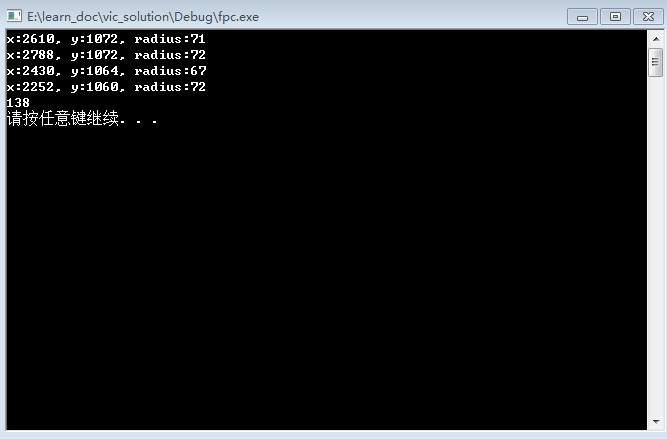 E:\learn_doc\vic_solution\Debug\fpc.exe
x:2610, y:1072, radius:71
x:2788, y:1072, radius:72
x:2430, y:1064, radius:67
x:2252, y:1060, radius:72
138
请按任意键继续. . .